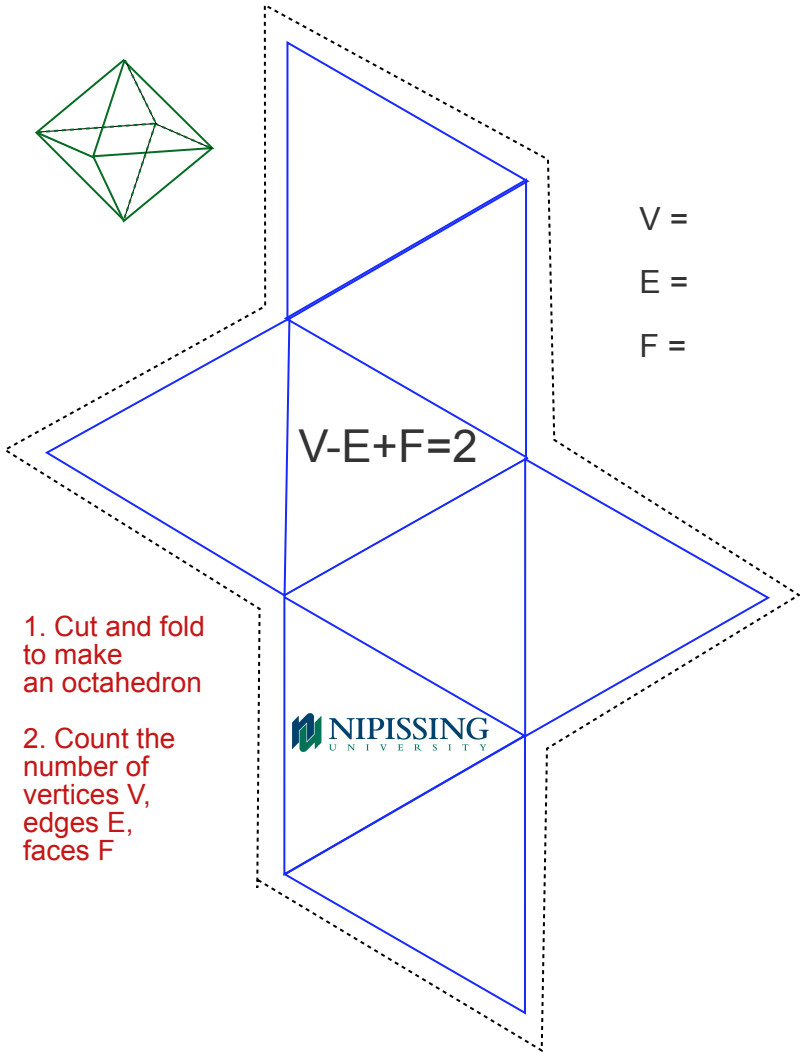 V =
E =
F =
V-E+F=2
1. Cut and fold
to make
an octahedron
2. Count the
number of
vertices V,
edges E,
faces F
NIPISSING
UNIVERSITY